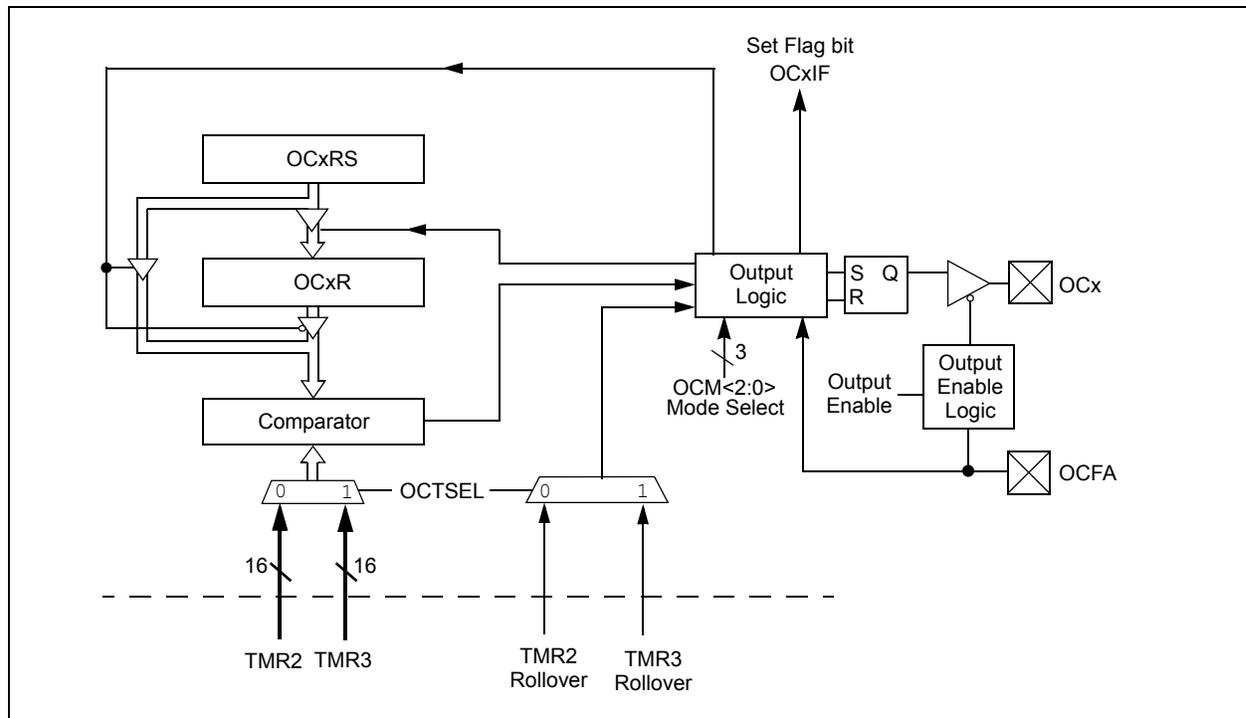 Set Flag bit
OCxIF
OCxRS
OCxR
Output
Logic
S Q
R
OCx
3
OCM<2:0>
Mode Select
Output
Enable
Output
Enable
Logic
Comparator
OCFA
0 1
OCTSEL
0 1
16
16
TMR2
TMR3
TMR2
Rollover
TMR3
Rollover